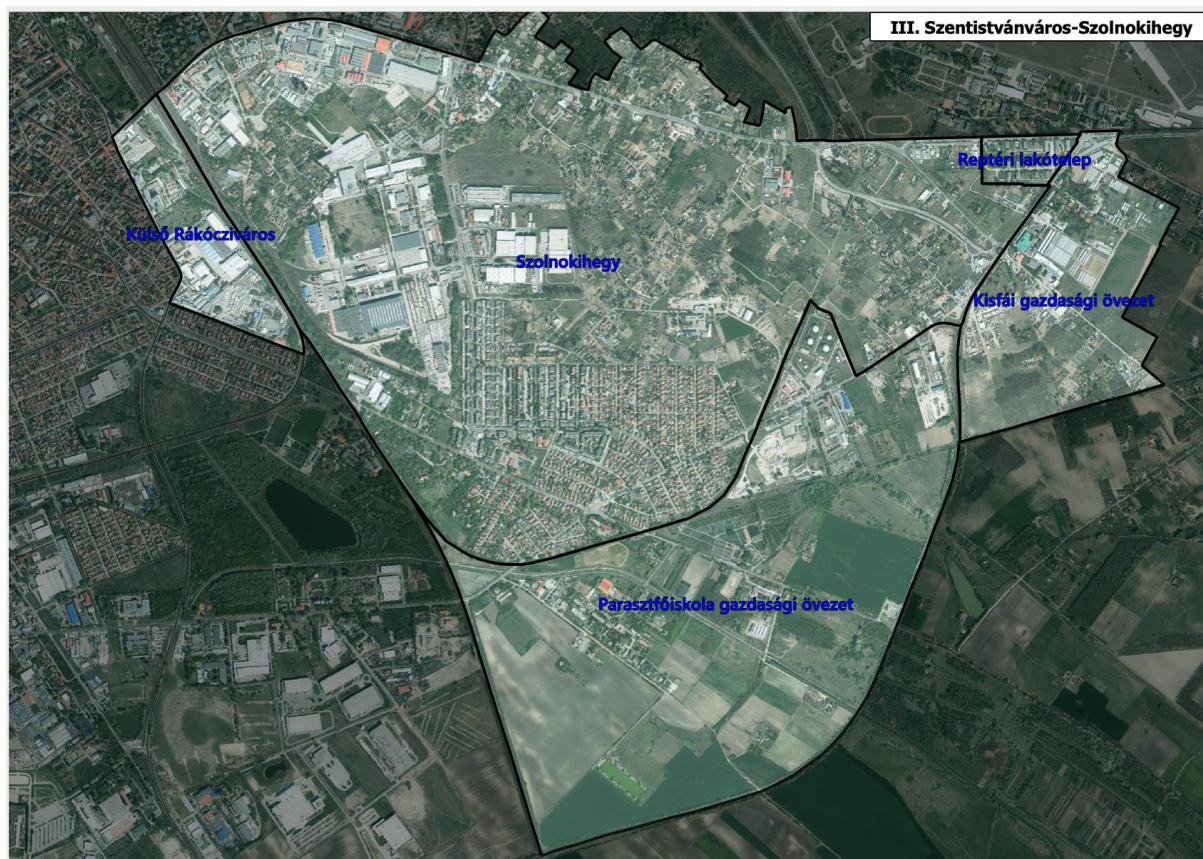 III. Szentistvánváros-Szolnokihegy
Reptéri lakótelep
Külső Rákócziváros
Szolnokihegy
Kisfái gazdasági övezet
Parasztfőiskola gazdasági övezet